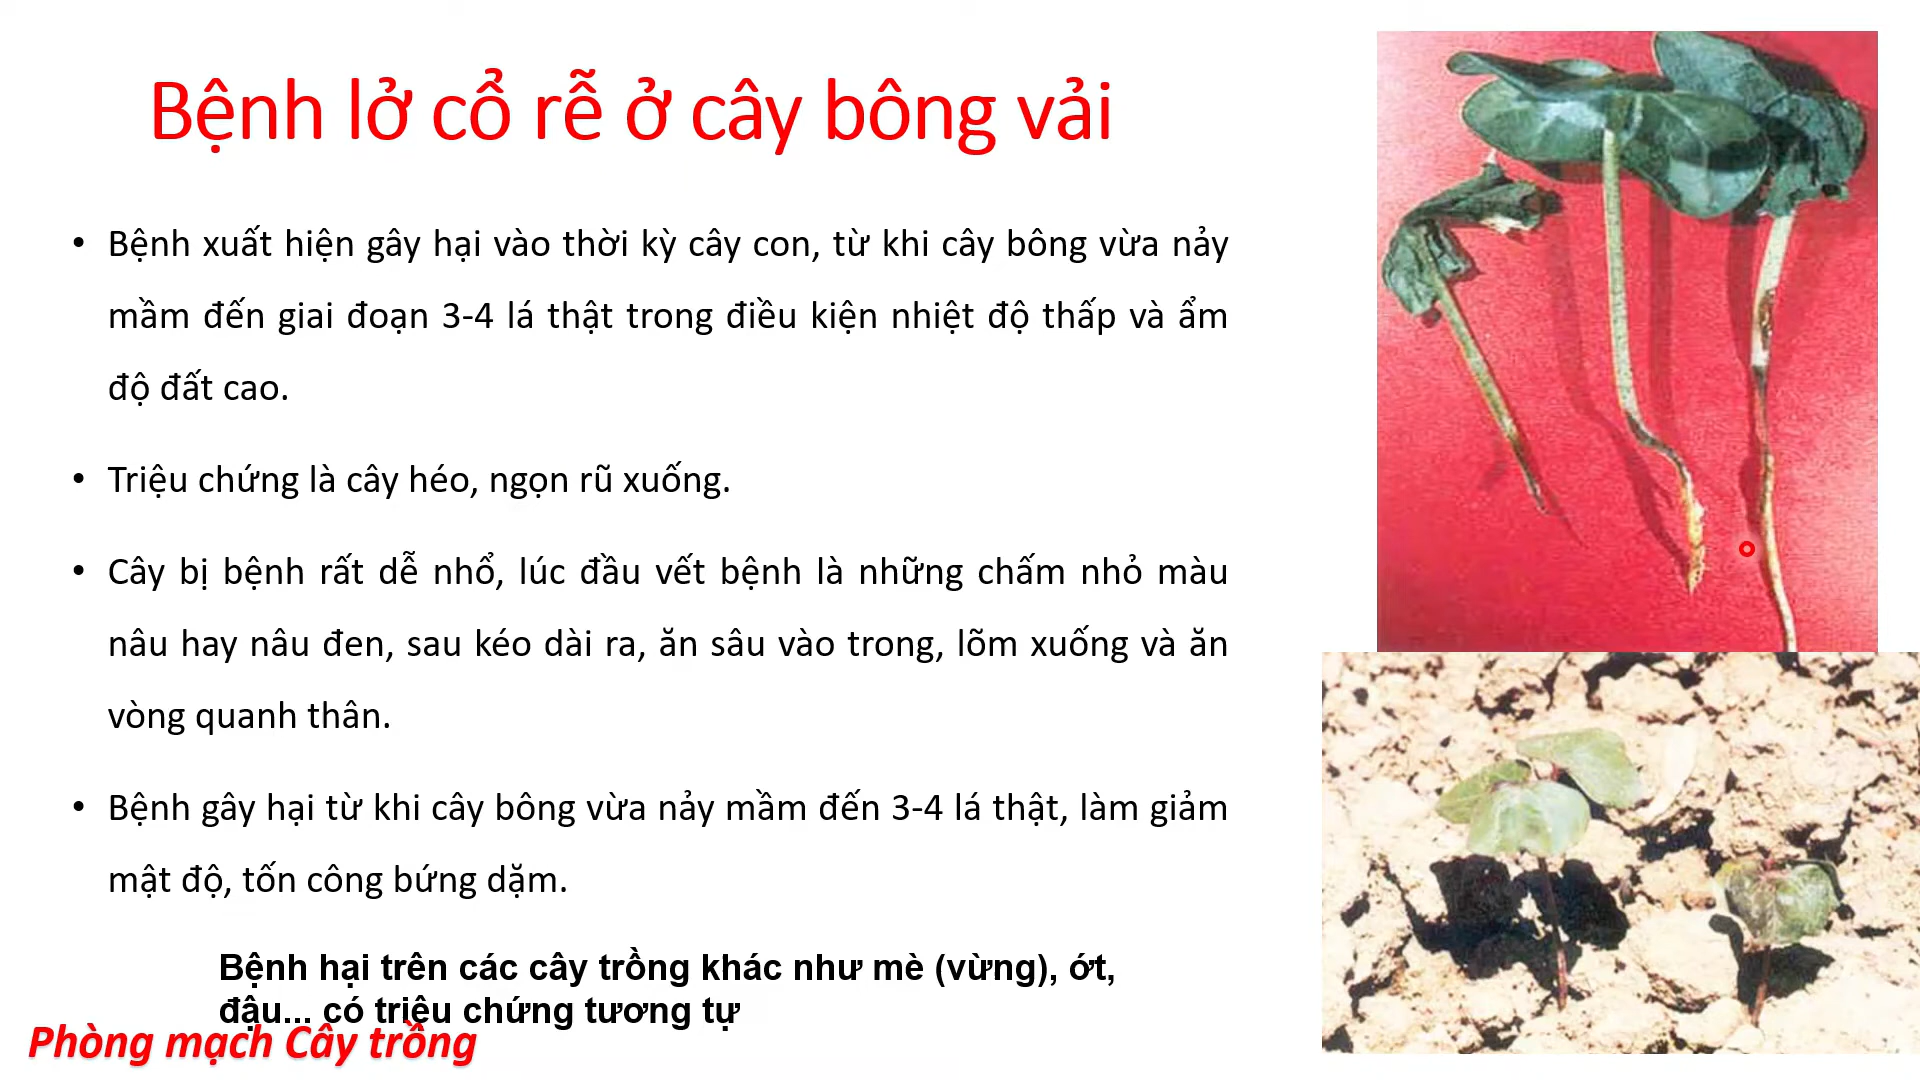 Bệnh lở cổ rễ ở cây bông vải
• Bệnh xuất hiện gây hại vào thời kỳ cây con, từ khi cây bông vừa nảy
mầm đến giai đoạn 3-4 lá thật trong điều kiện nhiệt độ thấp và ẩm
độ đất cao.
• Triệu chứng là cây héo, ngọn rũ xuống.
• Cây bị bệnh rất dễ nhổ, lúc đầu vết bệnh là những chấm nhỏ màu
nâu hay nâu đen, sau kéo dài ra, ăn sâu vào trong, lõm xuống và ăn
vòng quanh thân.
• Bệnh gây hại từ khi cây bông vừa nảy mầm đến 3-4 lá thật, làm giảm
mật độ, tốn công bứng dặm.
Bệnh hại trên các cây trồng khác như mè (vừng), ớt,
đậu... có triệu chứng tương tự
Phòng mạch Cây trồng